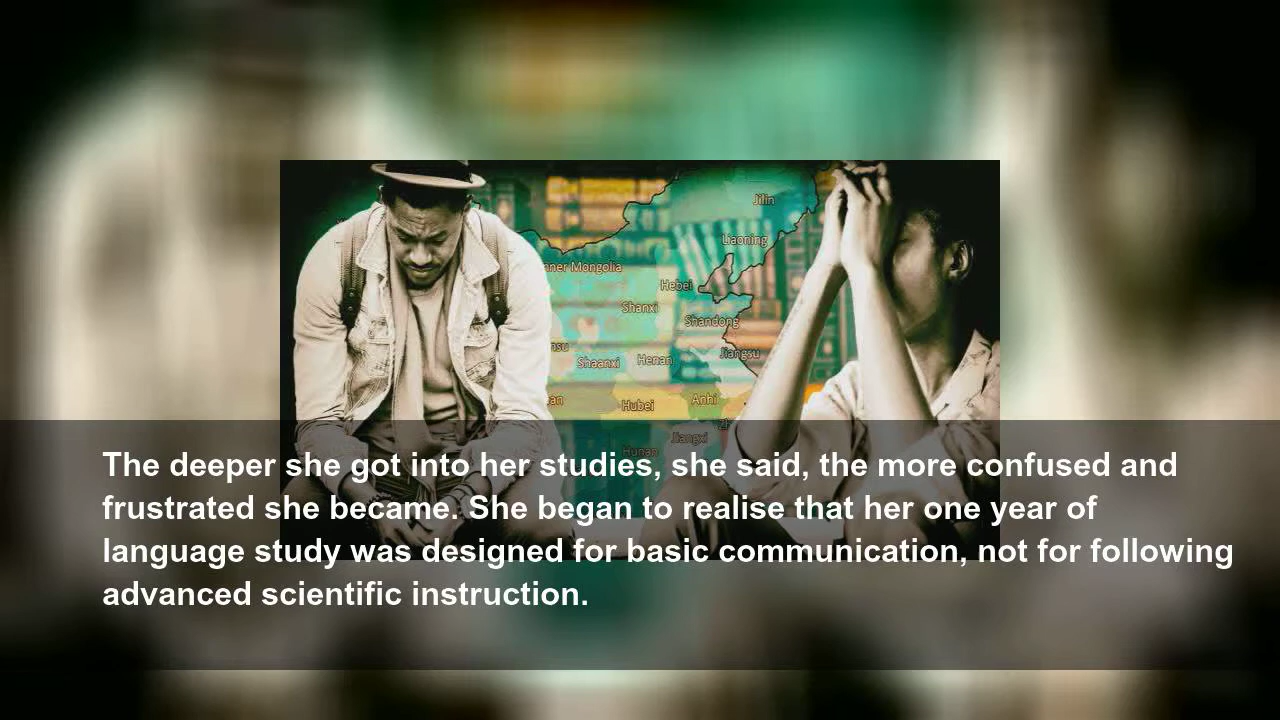 Jilin
Liaoning
Hebei
Shanxi
Shandong
Jiangsu
Shaanxi
Henan
Hubei
Anhi
Jiangxi
Hunan
The deeper she got into her studies, she said, the more confused and
frustrated she became. She began to realise that her one year of
language study was designed for basic communication, not for following
advanced scientific instruction.